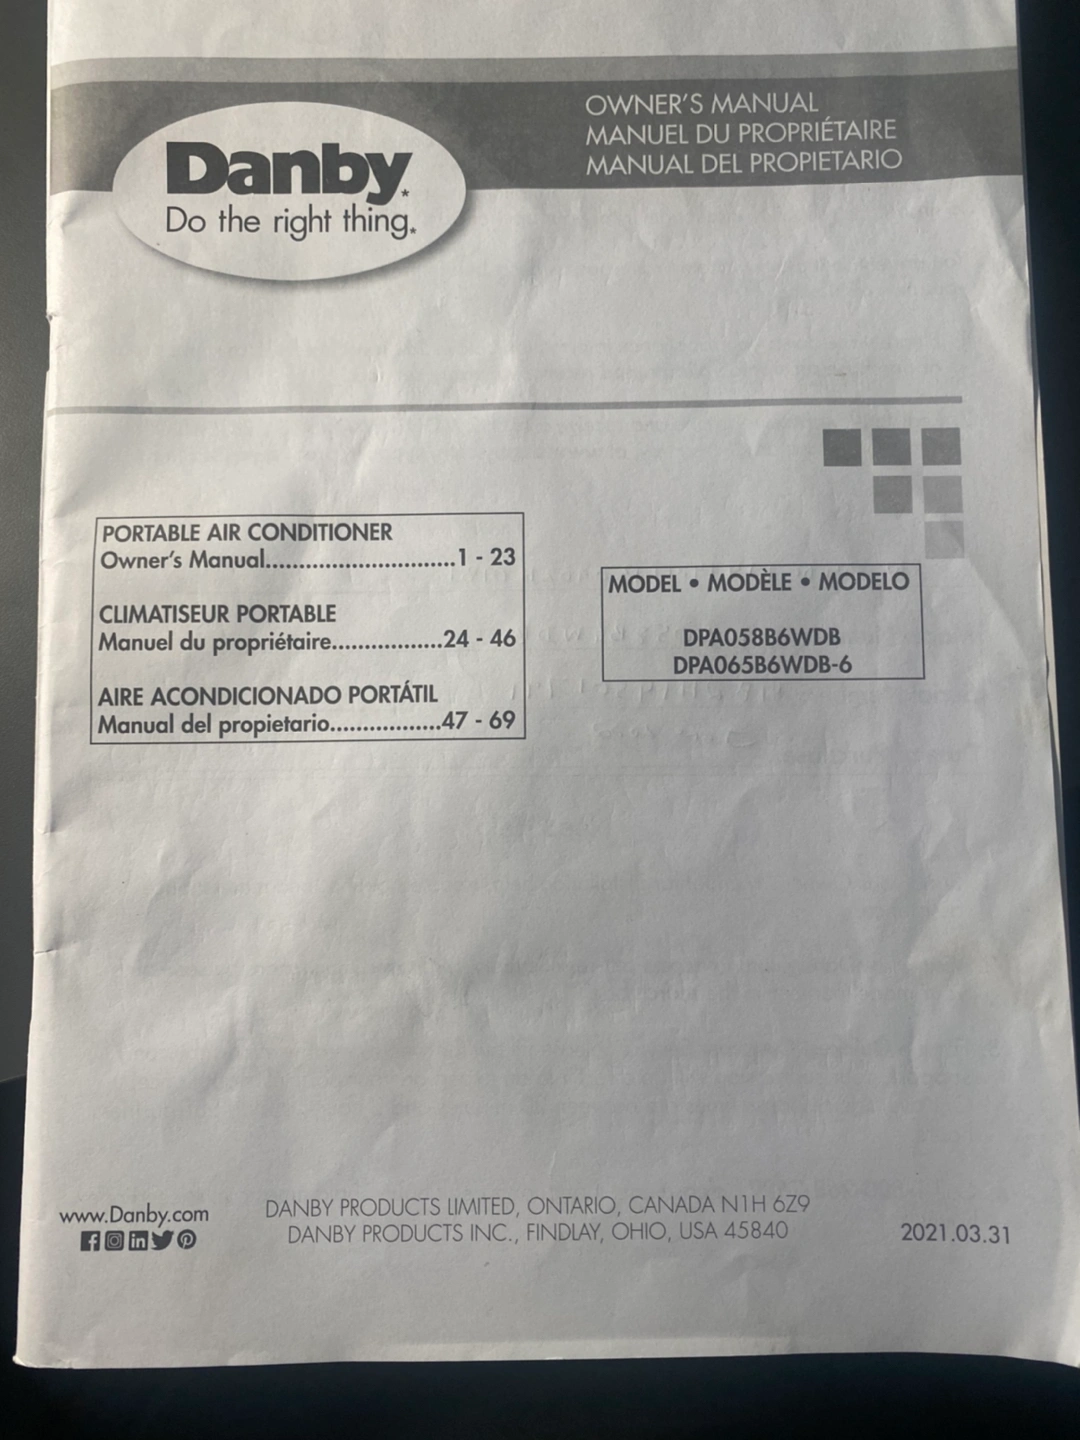 Danby*
Do the right thing*
OWNER'S MANUAL
MANUEL DU PROPRIÉTAIRE
MANUAL DEL PROPIETARIO
PORTABLE AIR CONDITIONER
Owner's Manual.............................1 - 23
CLIMATISEUR PORTABLE
Manuel du propriétaire.................24 - 46
AIRE ACONDICIONADO PORTÁTIL
Manual del propietario.................47 - 69
MODEL • MODÈLE • MODELO
DPA058B6WDB
DPA065B6WDB-6
www.Danby.com
DANBY PRODUCTS LIMITED, ONTARIO, CANADA N1H 6Z9
DANBY PRODUCTS INC., FINDLAY, OHIO, USA 45840
2021.03.31